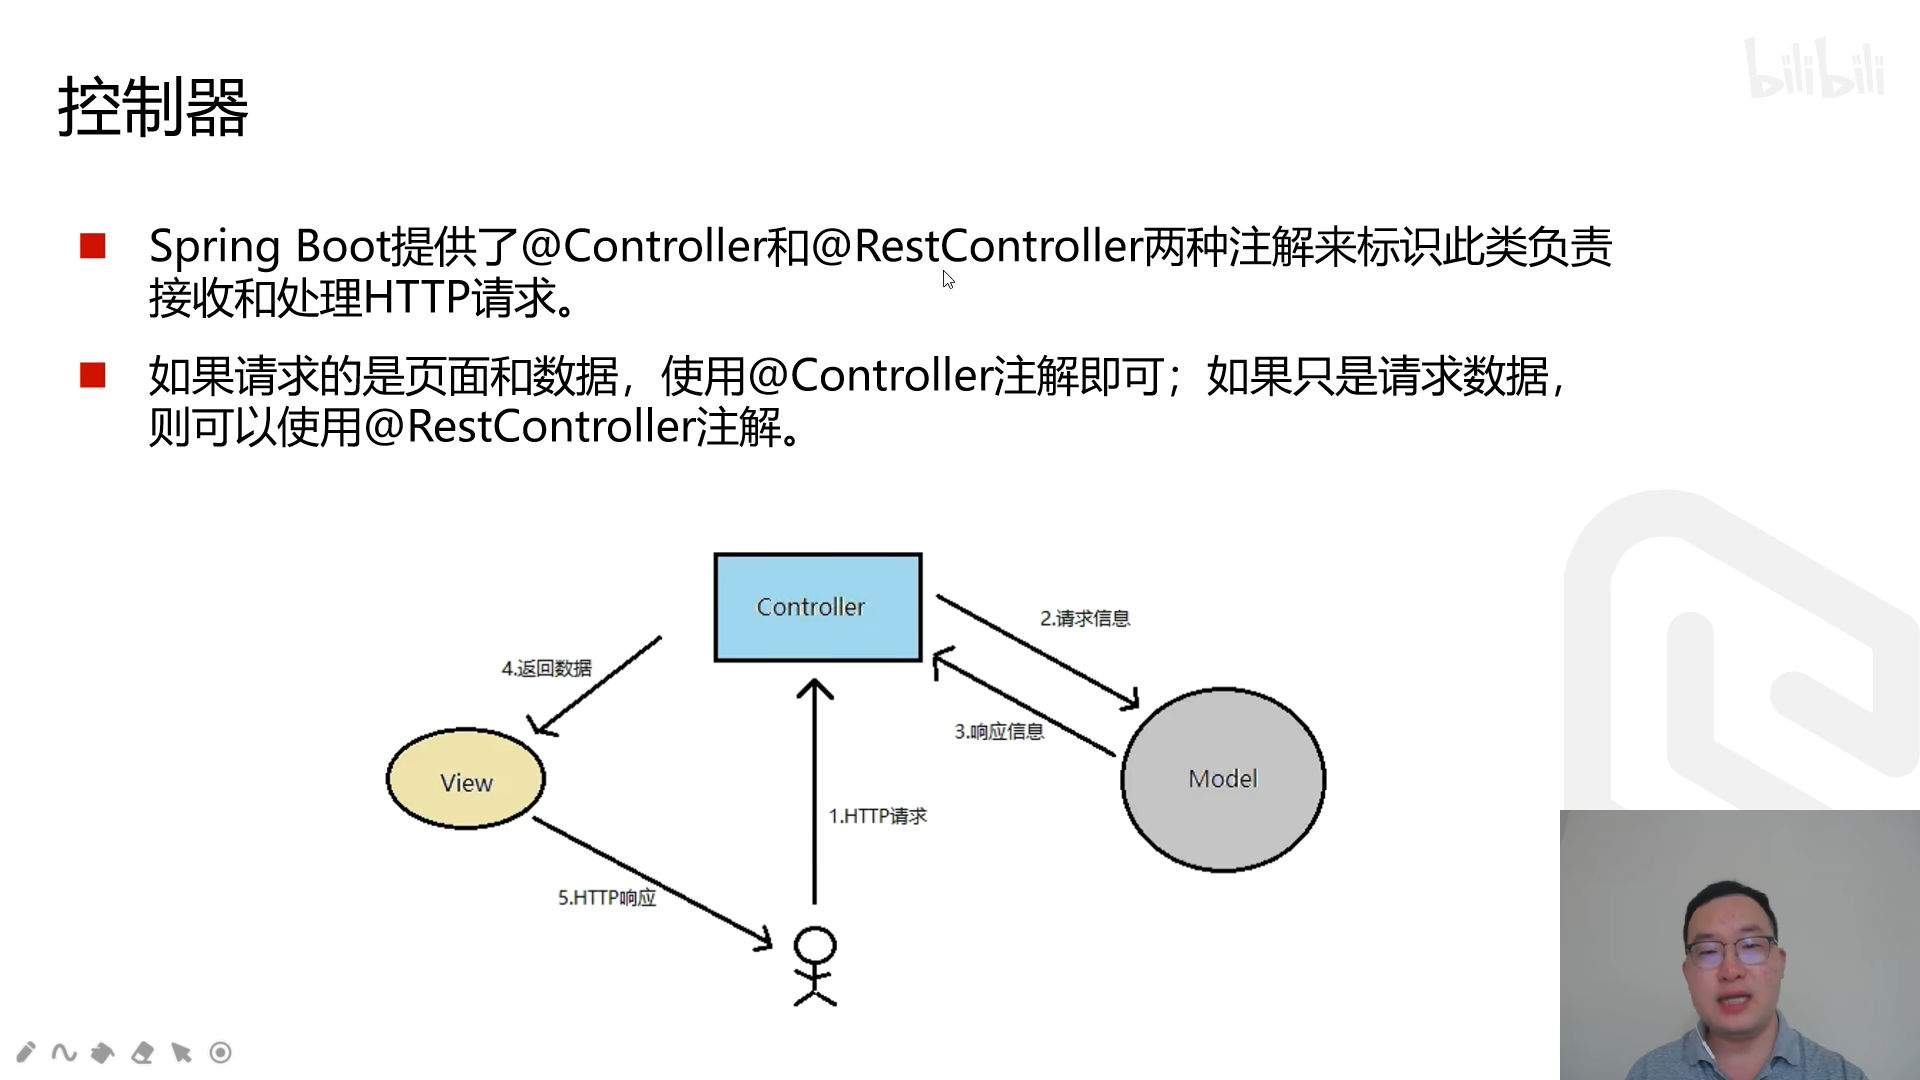 bilibili
控制器
Spring Boot提供了@Controller和@RestController两种注解来标识此类负责
接收和处理HTTP请求。
如果请求的是页面和数据，使用@Controller注解即可；如果只是请求数据，
则可以使用@RestController注解。
Controller
2.请求信息
4.返回数据
3.响应信息
View
Model
1.HTTP请求
5.HTTP响应